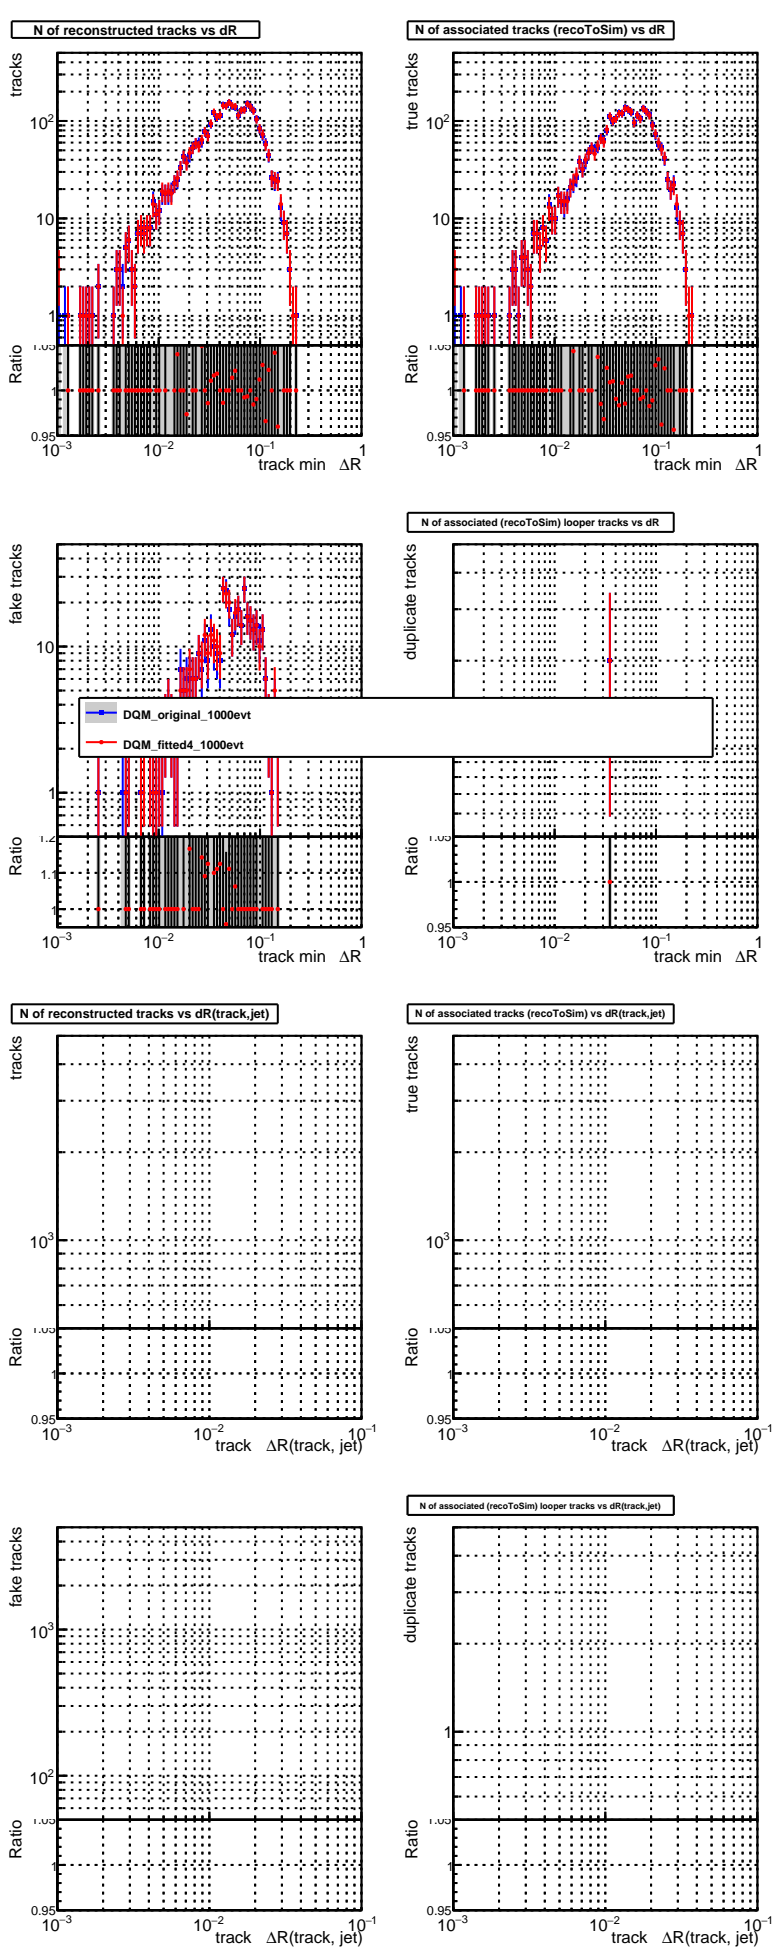 N of reconstructed tracks vs dR
N of associated tracks (recoToSim) vs dR
tracks
10²
10
1
Ratio
1.05
1
0.95
10⁻³
10⁻²
10⁻¹
1
track min ΔR
true tracks
10²
10
1
Ratio
1.05
1
0.95
10⁻³
10⁻²
10⁻¹
1
track min ΔR
N of associated (recoToSim) looper tracks vs dR
fake tracks
10
1
Ratio
1.2
1.1
1
10⁻³
10⁻²
10⁻¹
1
track min ΔR
duplicate tracks
Ratio
1.05
1
0.95
10⁻³
10⁻²
10⁻¹
1
track min ΔR
DQM_original_1000evt
DQM_fitted4_1000evt
N of reconstructed tracks vs dR(track,jet)
N of associated tracks (recoToSim) vs dR(track,jet)
tracks
10³
Ratio
1.05
1
0.95
10⁻³
10⁻²
10⁻¹
track ΔR(track, jet)
true tracks
10³
Ratio
1.05
1
0.95
10⁻³
10⁻²
10⁻¹
track ΔR(track, jet)
N of associated (recoToSim) looper tracks vs dR(track,jet)
fake tracks
10³
10²
Ratio
1.05
1
0.95
10⁻³
10⁻²
10⁻¹
track ΔR(track, jet)
duplicate tracks
1
Ratio
1.05
1
0.95
10⁻³
10⁻²
10⁻¹
track ΔR(track, jet)